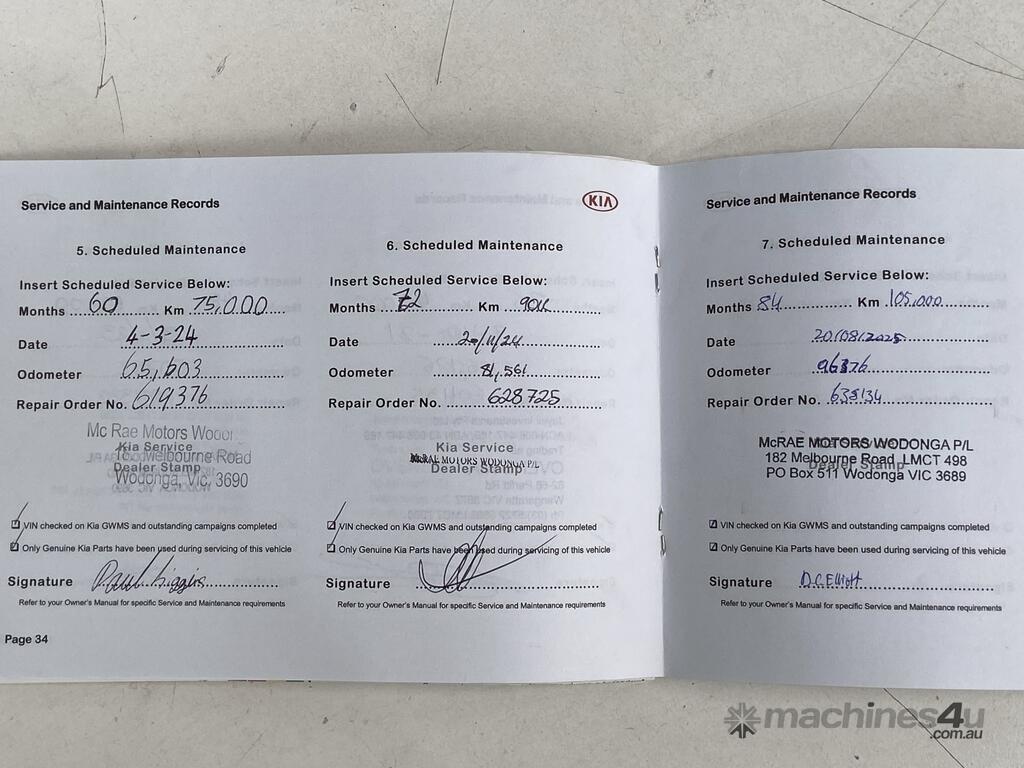 Service and Maintenance Records
KIA
5. Scheduled Maintenance
Insert Scheduled Service Below:
Months 60 Km 75,000
Date 4-3-24
Odometer 65,603
Repair Order No. 619376
Mc Rae Motors Wodon
Kia Service
Melbourne Road
Dealer Stamp
Wodonga, Vic, 3690
VIN checked on Kia GWMS and outstanding campaigns completed
Only Genuine Kia Parts have been used during servicing of this vehicle
Signature Paul Liggins
Refer to your Owner's Manual for specific Service and Maintenance requirements
Page 34
6. Scheduled Maintenance
Insert Scheduled Service Below:
Months 72 Km 90k
Date 2-/11/24
Odometer 81,561
Repair Order No. 628725
Kia Service
McRAE MOTORS WODONGA P/L
Dealer Stamp
VIN checked on Kia GWMS and outstanding campaigns completed
Only Genuine Kia Parts have been used during servicing of this vehicle
Signature
Refer to your Owner's Manual for specific Service and Maintenance requirements
Service and Maintenance Records
7. Scheduled Maintenance
Insert Scheduled Service Below:
Months 84 Km 105,000
Date 20/08/2025
Odometer 96376
Repair Order No. 635134
McRAE MOTORS WODONGA P/L
182 Melbourne Road LMCT 498
Dealer Stamp
PO Box 511 Wodonga VIC 3689
VIN checked on Kia GWMS and outstanding campaigns completed
Only Genuine Kia Parts have been used during servicing of this vehicle
Signature D.C.Elliott
Refer to your Owner's Manual for specific Service and Maintenance requirements
machines4u
.com.au